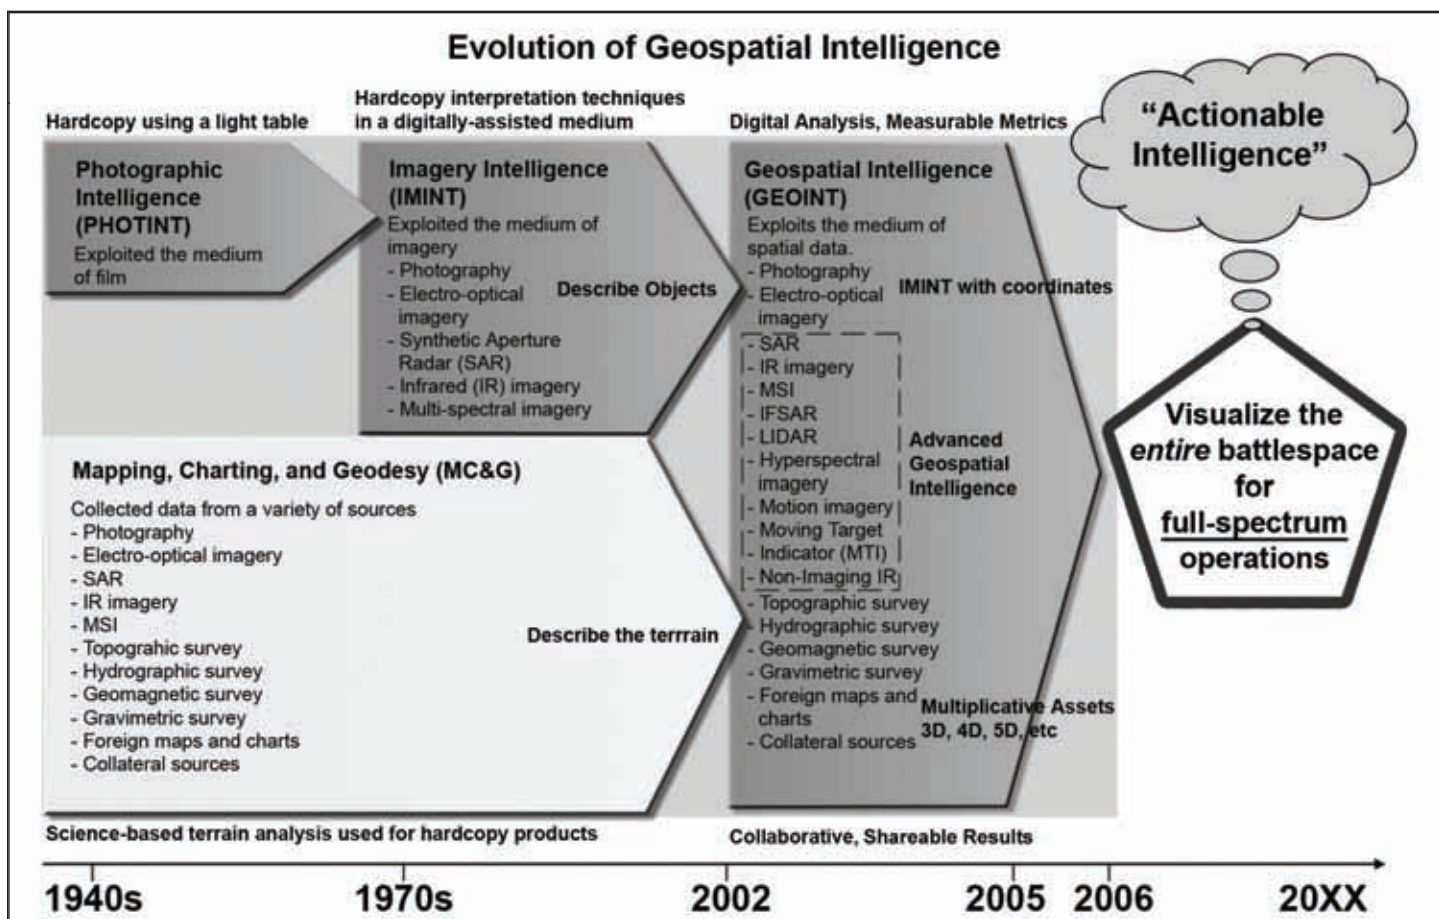 Evolution of Geospatial Intelligence
Hardcopy using a light table
Photographic
Intelligence
(PHOTINT)
Exploited the medium
of film
Hardcopy interpretation techniques
in a digitally-assisted medium
Imagery Intelligence
(IMINT)
Exploited the medium of
imagery
- Photography
- Electro-optical
imagery
- Synthetic Aperture
Radar (SAR)
- Infrared (IR) imagery
- Multi-spectral imagery
Describe Objects
Mapping, Charting, and Geodesy (MC&G)
Collected data from a variety of sources
- Photography
- Electro-optical imagery
- SAR
- IR imagery
- MSI
- Topograhic survey
- Hydrographic survey
- Geomagnetic survey
- Gravimetric survey
- Foreign maps and charts
- Collateral sources
Describe the terrrain
Science-based terrain analysis used for hardcopy products
Digital Analysis, Measurable Metrics
Geospatial Intelligence
(GEOINT)
Exploits the medium of
spatial data.
- Photography
- Electro-optical
imagery
IMINT with coordinates
- SAR
- IR imagery
- MSI
- IFSAR
- LIDAR
- Hyperspectral
imagery
- Motion imagery
- Moving Target
- Indicator (MTI)
- Non-Imaging IR
Advanced
Geospatial
Intelligence
- Topographic survey
- Hydrographic survey
- Geomagnetic survey
- Gravimetric survey
- Foreign maps and
charts
- Collateral sources
Multiplicative Assets
3D, 4D, 5D, etc
Collaborative, Shareable Results
“Actionable
Intelligence”
Visualize the
entire battlespace
for
full-spectrum
operations
1940s
1970s
2002
2005
2006
20XX